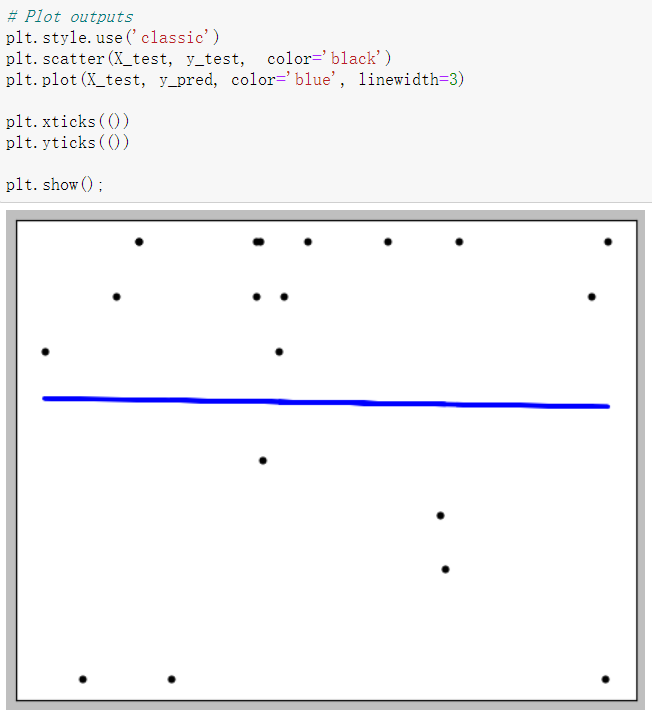 # Plot outputs
plt.style.use('classic')
plt.scatter(X_test, y_test,  color='black')
plt.plot(X_test, y_pred, color='blue', linewidth=3)
plt.xticks(())
plt.yticks(())
plt.show();